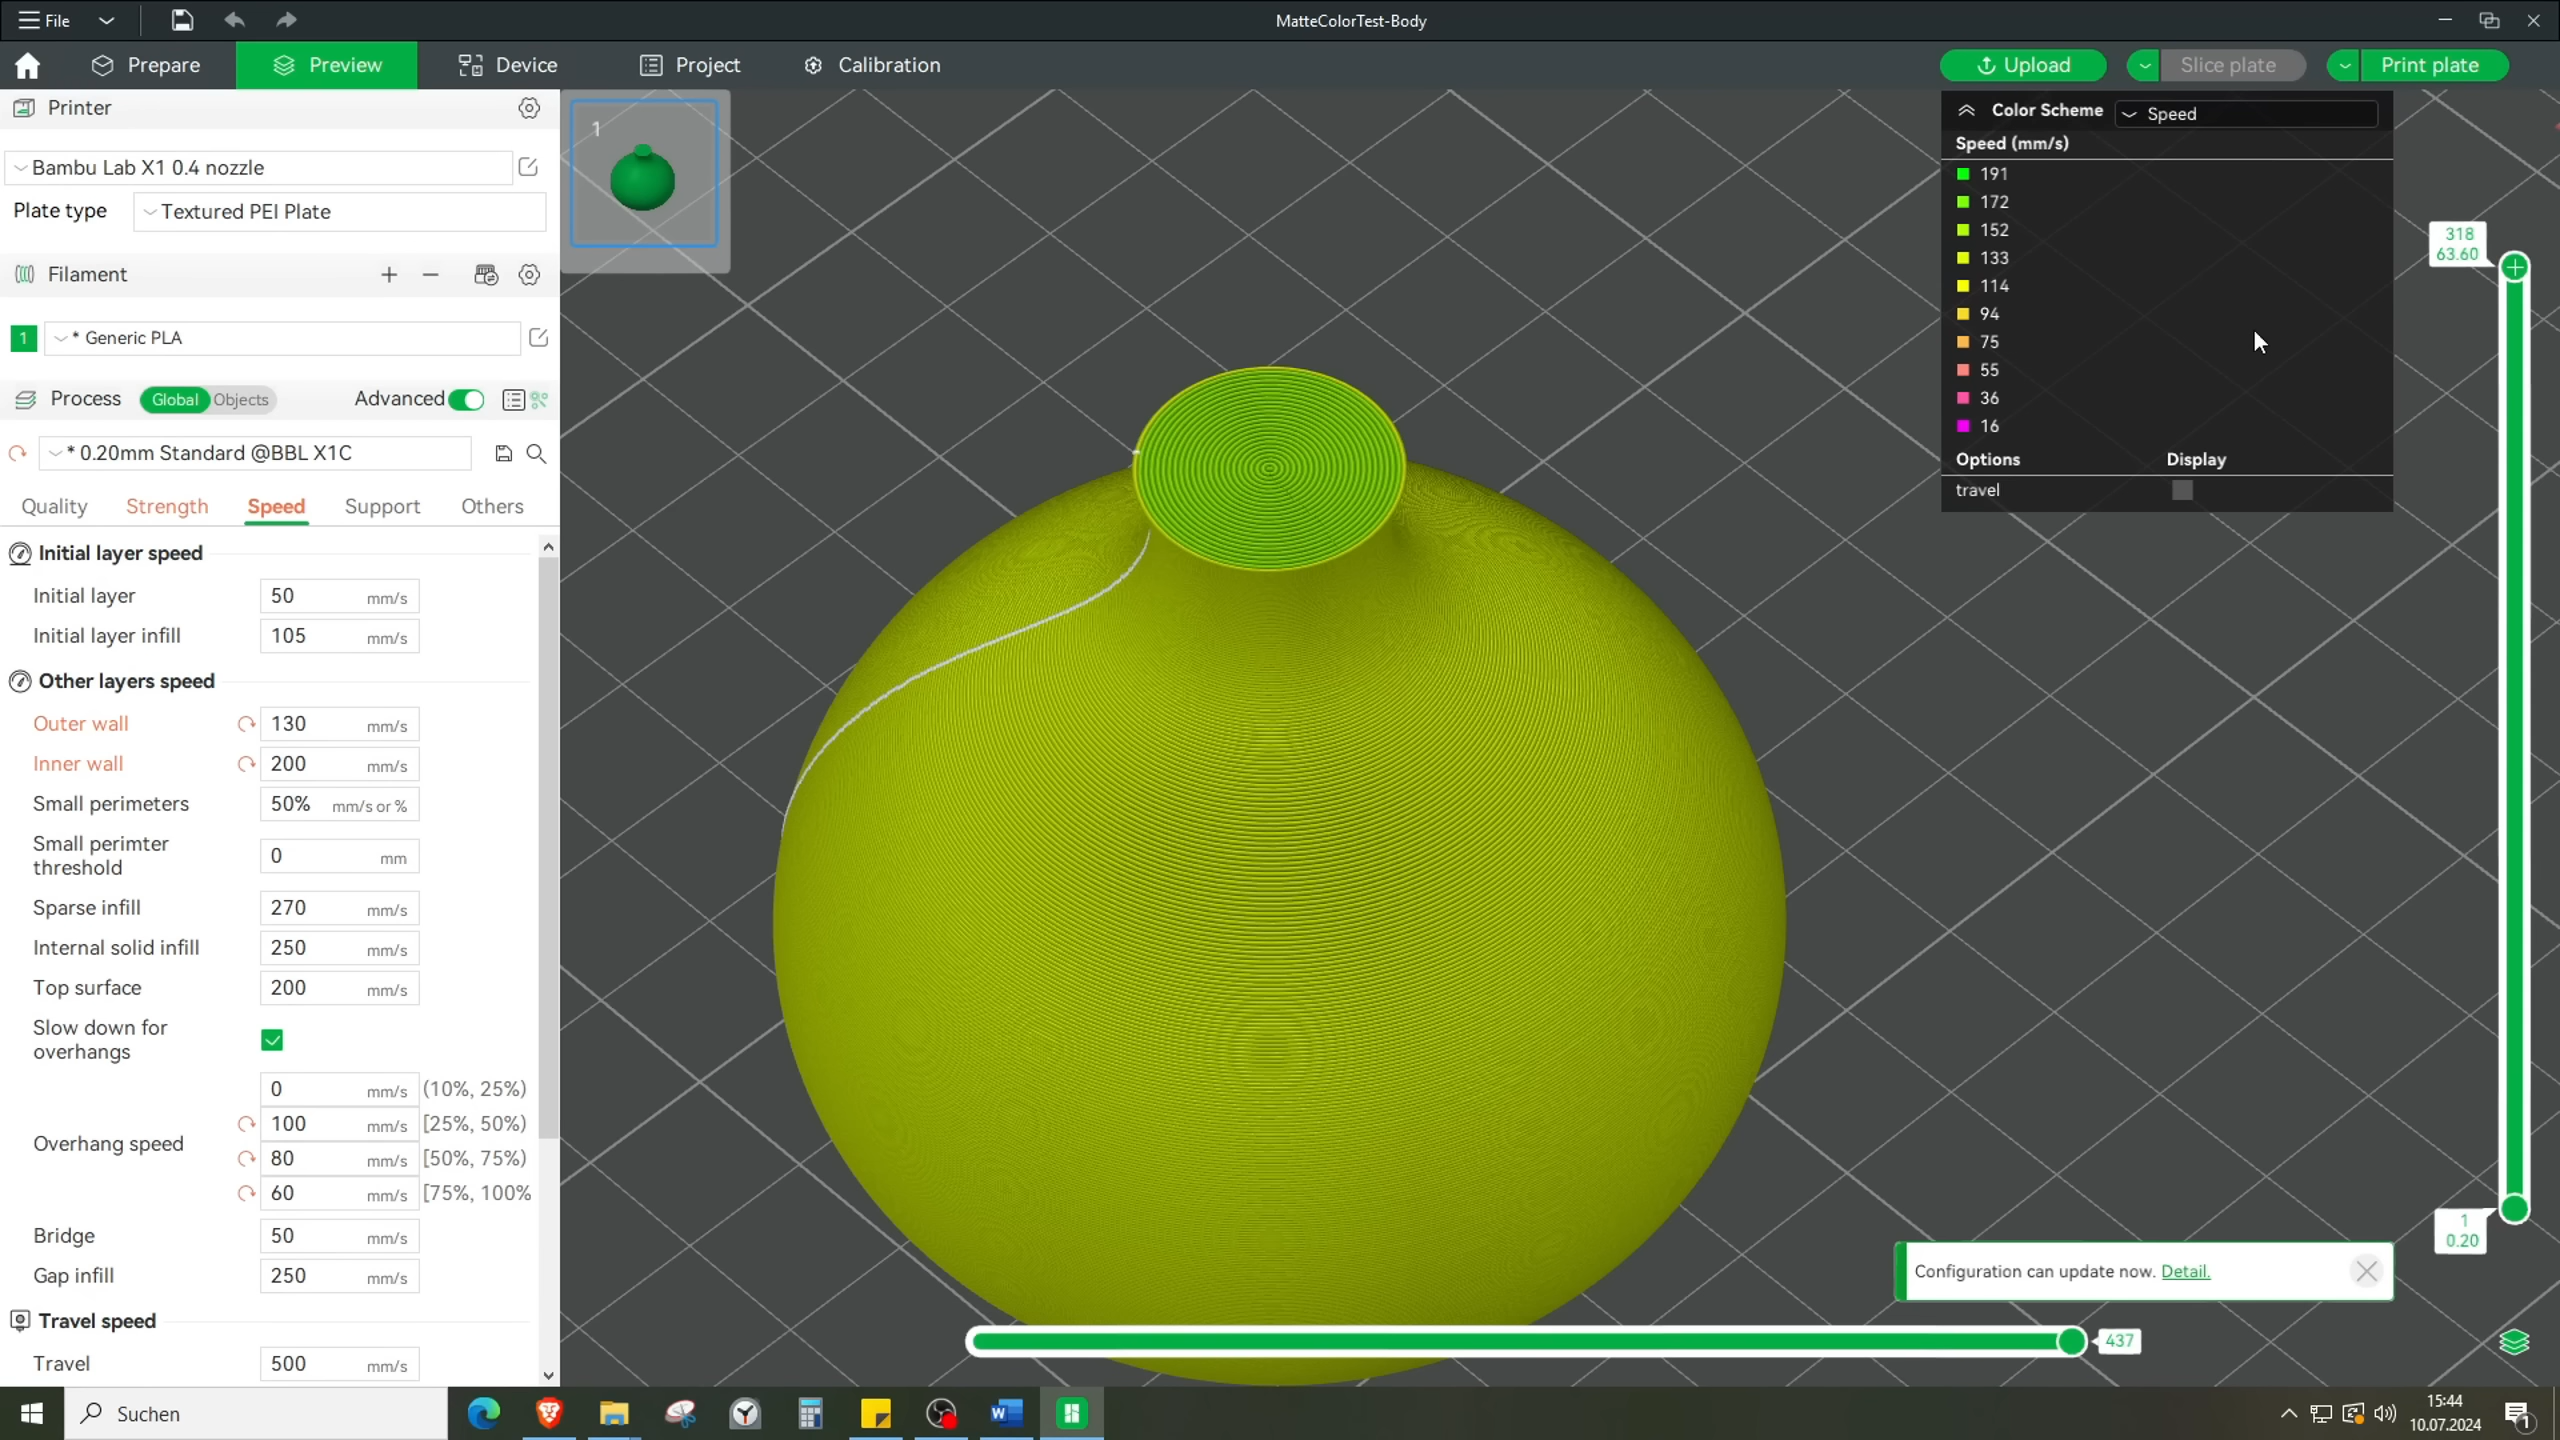 File
MatteColorTest-Body
Prepare
Preview
Device
Project
Calibration
Upload
Slice plate
Print plate
Printer
Bambu Lab X1 0.4 nozzle
Plate type
Textured PEI Plate
Filament
1
* Generic PLA
Process
Global
Objects
Advanced
* 0.20mm Standard @BBL X1C
Quality
Strength
Speed
Support
Others
Initial layer speed
Initial layer 50 mm/s
Initial layer infill 105 mm/s
Other layers speed
Outer wall 130 mm/s
Inner wall 200 mm/s
Small perimeters 50% mm/s or %
Small perimter
threshold
0 mm
Sparse infill 270 mm/s
Internal solid infill 250 mm/s
Top surface 200 mm/s
Slow down for
overhangs
Overhang speed
0 mm/s (10%, 25%)
100 mm/s [25%, 50%)
80 mm/s [50%, 75%)
60 mm/s [75%, 100%
Bridge 50 mm/s
Gap infill 250 mm/s
Travel speed
Travel 500 mm/s
1
Color Scheme
Speed
Speed (mm/s)
191
172
152
133
114
94
75
55
36
16
Options
Display
travel
318
63.60
1
0.20
Configuration can update now. Detail.
437
Suchen
15:44
10.07.2024
1